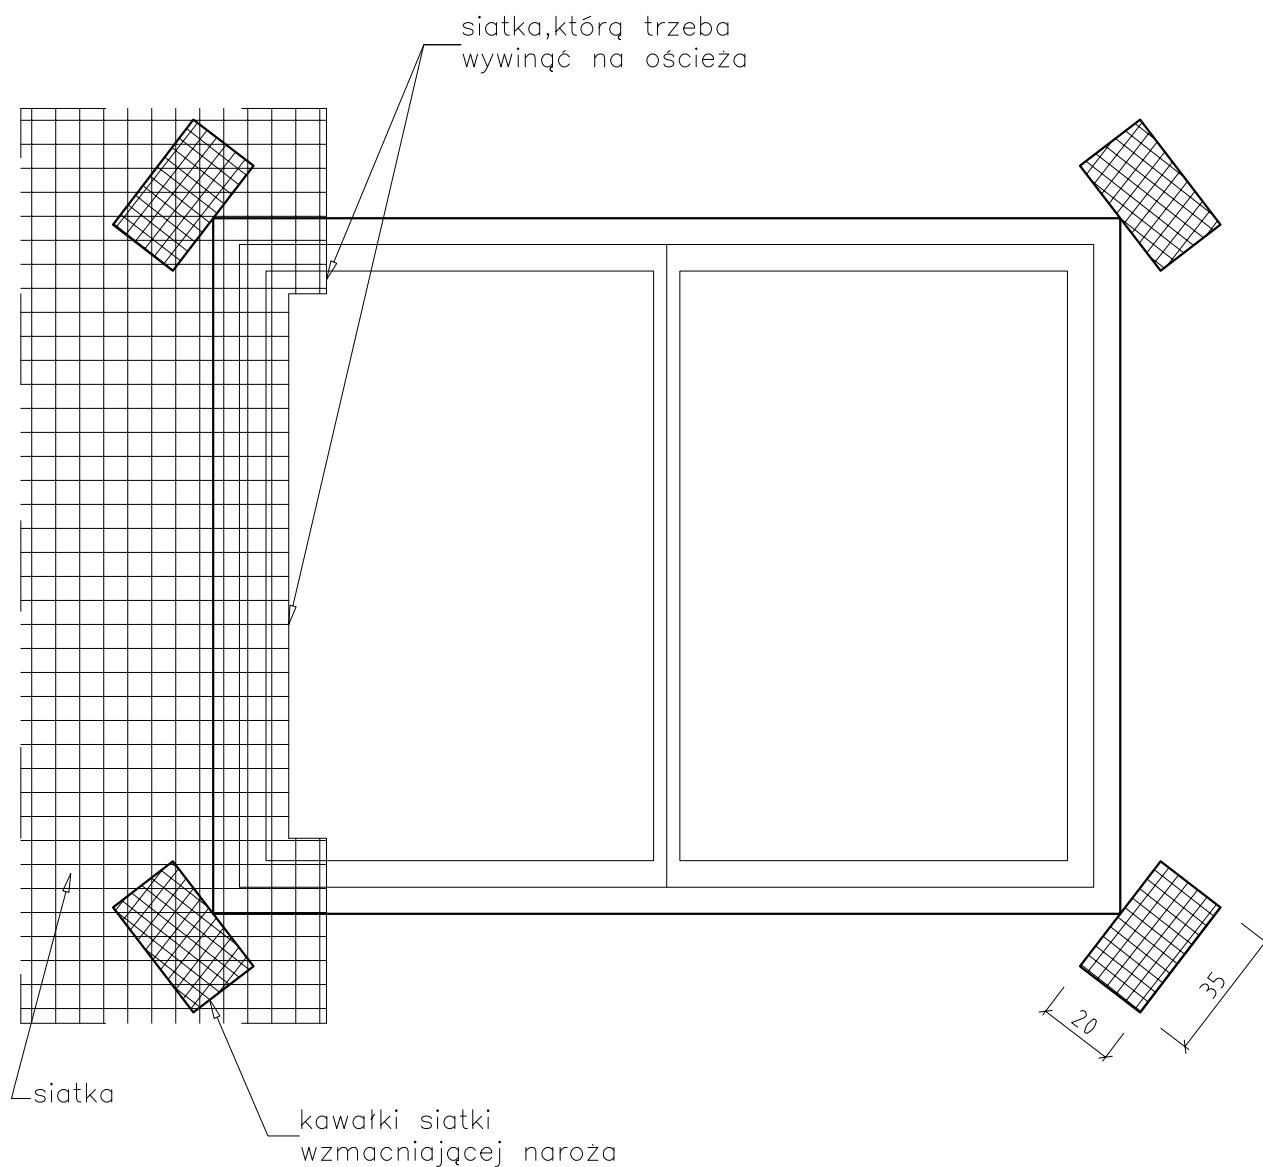 siatka,którą trzeba
wywinąć na ościeża
35
20
siatka
kawałki siatki
wzmacniającej naroża